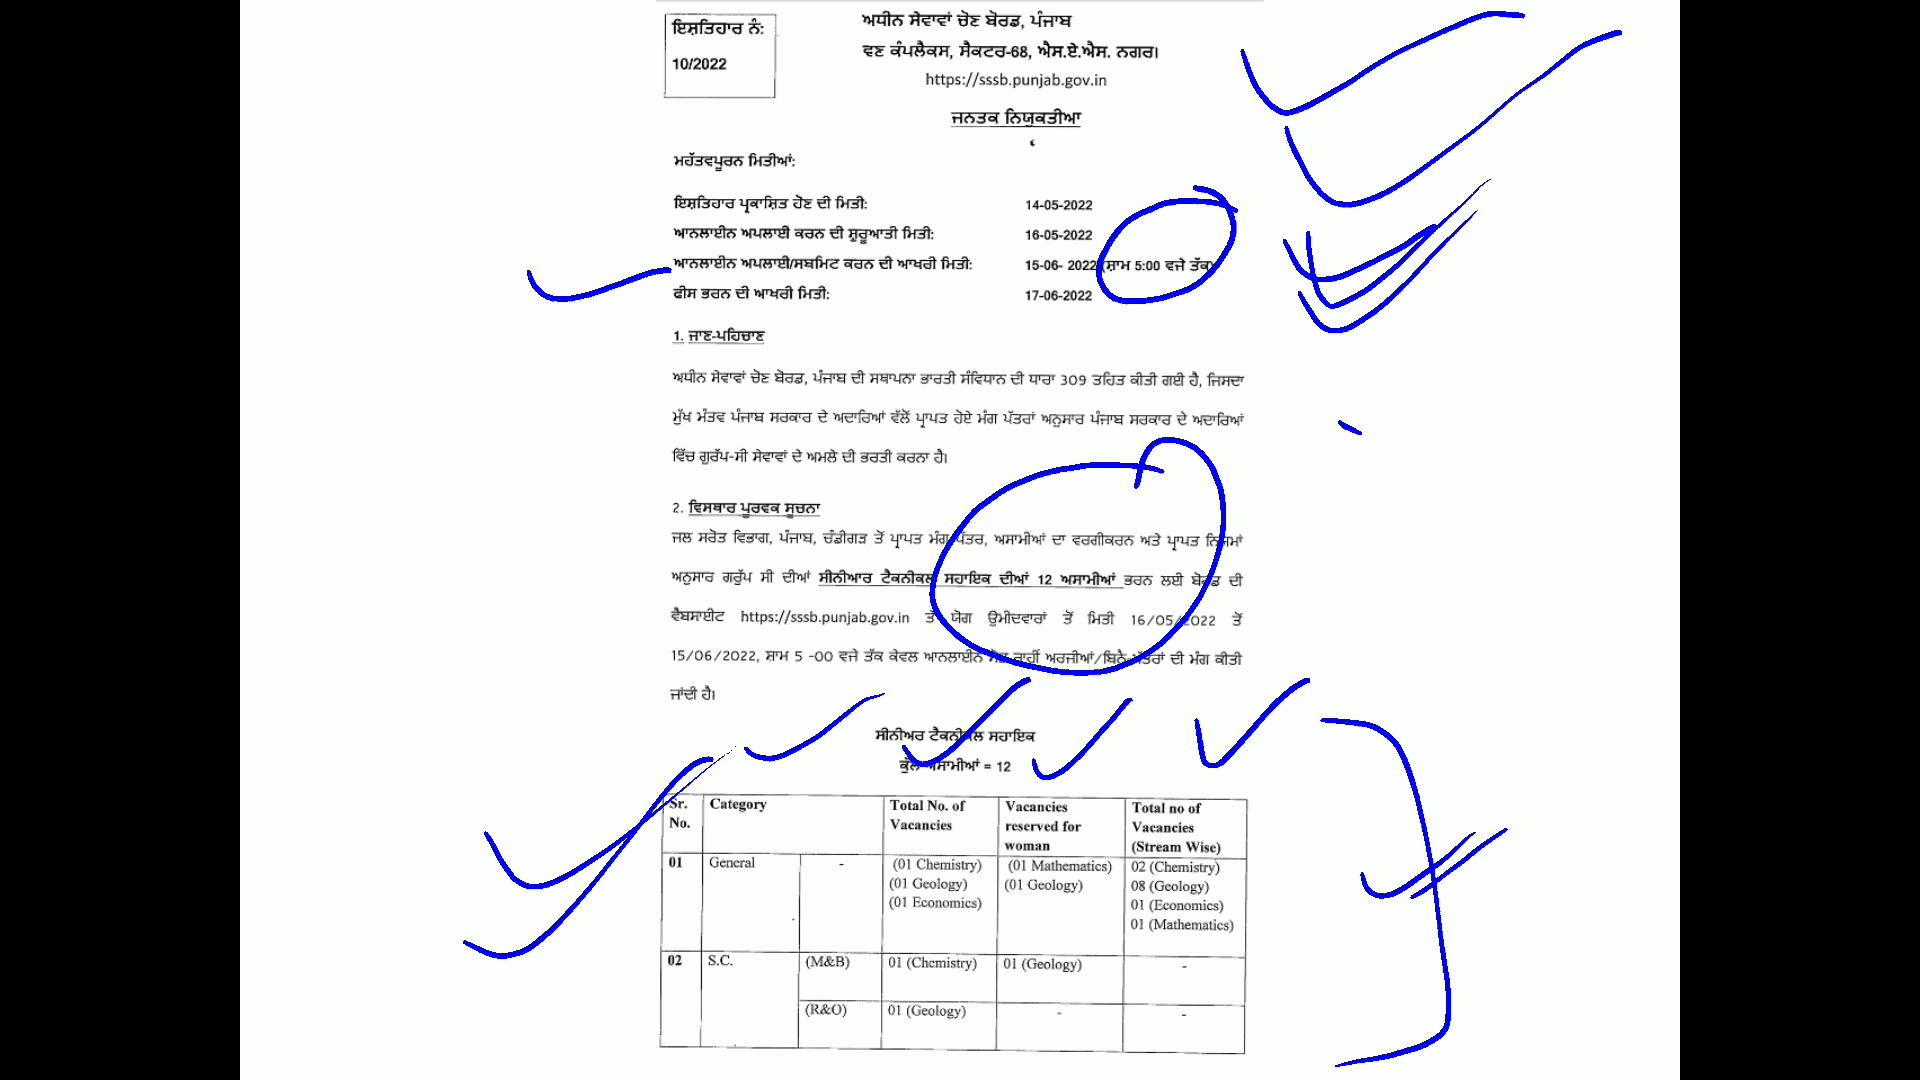 ਇਸ਼ਤਿਹਾਰ ਨੰ:
10/2022
ਅਧੀਨ ਸੇਵਾਵਾਂ ਚੋਣ ਬੋਰਡ, ਪੰਜਾਬ
ਵਣ ਕੰਪਲੈਕਸ, ਸੈਕਟਰ-68, ਐਸ.ਏ.ਐਸ. ਨਗਰ।
https://sssb.punjab.gov.in
ਜਨਤਕ ਨਿਯੁਕਤੀਆ
ਮਹੱਤਵਪੂਰਨ ਮਿਤੀਆਂ:
ਇਸ਼ਤਿਹਾਰ ਪ੍ਰਕਾਸ਼ਿਤ ਹੋਣ ਦੀ ਮਿਤੀ: 14-05-2022
ਆਨਲਾਈਨ ਅਪਲਾਈ ਕਰਨ ਦੀ ਸ਼ੁਰੂਆਤੀ ਮਿਤੀ: 16-05-2022
ਆਨਲਾਈਨ ਅਪਲਾਈ/ਸਬਮਿਟ ਕਰਨ ਦੀ ਆਖਰੀ ਮਿਤੀ: 15-06- 2022 (ਸ਼ਾਮ 5:00 ਵਜੇ ਤੱਕ)
ਫੀਸ ਭਰਨ ਦੀ ਆਖਰੀ ਮਿਤੀ: 17-06-2022
1. ਜਾਣ-ਪਹਿਚਾਣ
ਅਧੀਨ ਸੇਵਾਵਾਂ ਚੋਣ ਬੋਰਡ, ਪੰਜਾਬ ਦੀ ਸਥਾਪਨਾ ਭਾਰਤੀ ਸੰਵਿਧਾਨ ਦੀ ਧਾਰਾ 309 ਤਹਿਤ ਕੀਤੀ ਗਈ ਹੈ, ਜਿਸਦਾ
ਮੁੱਖ ਮੰਤਵ ਪੰਜਾਬ ਸਰਕਾਰ ਦੇ ਅਦਾਰਿਆਂ ਵੱਲੋਂ ਪ੍ਰਾਪਤ ਹੋਏ ਮੰਗ ਪੱਤਰਾਂ ਅਨੁਸਾਰ ਪੰਜਾਬ ਸਰਕਾਰ ਦੇ ਅਦਾਰਿਆਂ
ਵਿੱਚ ਗੁਰੱਪ-ਸੀ ਸੇਵਾਵਾਂ ਦੇ ਅਮਲੇ ਦੀ ਭਰਤੀ ਕਰਨਾ ਹੈ।
2. ਵਿਸਥਾਰ ਪੂਰਵਕ ਸੂਚਨਾ
ਜਲ ਸਰੋਤ ਵਿਭਾਗ, ਪੰਜਾਬ, ਚੰਡੀਗੜ ਤੋਂ ਪ੍ਰਾਪਤ ਮੰਗ ਪੱਤਰ, ਅਸਾਮੀਆਂ ਦਾ ਵਰਗੀਕਰਨ ਅਤੇ ਪ੍ਰਾਪਤ ਨਿਯਮਾਂ
ਅਨੁਸਾਰ ਗਰੁੱਪ ਸੀ ਦੀਆਂ ਸੀਨੀਆਰ ਟੈਕਨੀਕਲ ਸਹਾਇਕ ਦੀਆਂ 12 ਅਸਾਮੀਆਂ ਭਰਨ ਲਈ ਬੋਰਡ ਦੀ
ਵੈਬਸਾਈਟ https://sssb.punjab.gov.in ਤੇ ਯੋਗ ਉਮੀਦਵਾਰਾਂ ਤੋਂ ਮਿਤੀ 16/05/2022 ਤੋਂ
15/06/2022, ਸ਼ਾਮ 5 -00 ਵਜੇ ਤੱਕ ਕੇਵਲ ਆਨਲਾਈਨ ਮੋਡ ਰਾਹੀਂ ਅਰਜੀਆਂ/ਬਿਨੈ-ਪੱਤਰਾਂ ਦੀ ਮੰਗ ਕੀਤੀ
ਜਾਂਦੀ ਹੈ।
ਸੀਨੀਅਰ ਟੈਕਨੀਕਲ ਸਹਾਇਕ
ਕੁੱਲ ਅਸਾਮੀਆਂ = 12
Sr. No. Category Total No. of Vacancies Vacancies reserved for woman Total no of Vacancies (Stream Wise)
01 General - (01 Chemistry) (01 Mathematics) 02 (Chemistry)
(01 Geology) (01 Geology) 08 (Geology)
(01 Economics) 01 (Economics)
01 (Mathematics)
02 S.C. (M&B) 01 (Chemistry) 01 (Geology) -
(R&O) 01 (Geology) - -